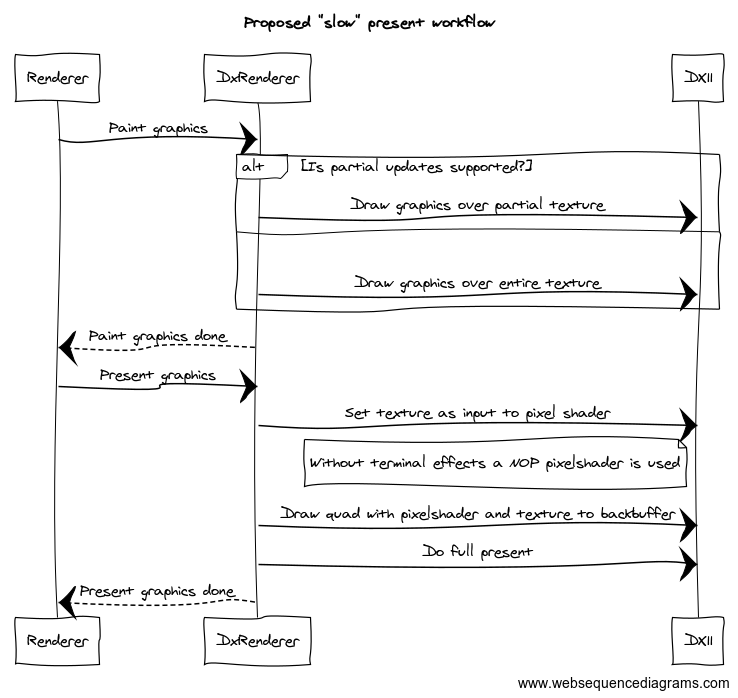 Proposed "slow" present workflow
Renderer
DxRenderer
DX11
Paint graphics
alt
[Is partial updates supported?]
Draw graphics over partial texture
Draw graphics over entire texture
Paint graphics done
Present graphics
Set texture as input to pixel shader
Without terminal effects a NOP pixelshader is used
Draw quad with pixelshader and texture to backbuffer
Do full present
Present graphics done
Renderer
DxRenderer
DX11
www.websequencediagrams.com